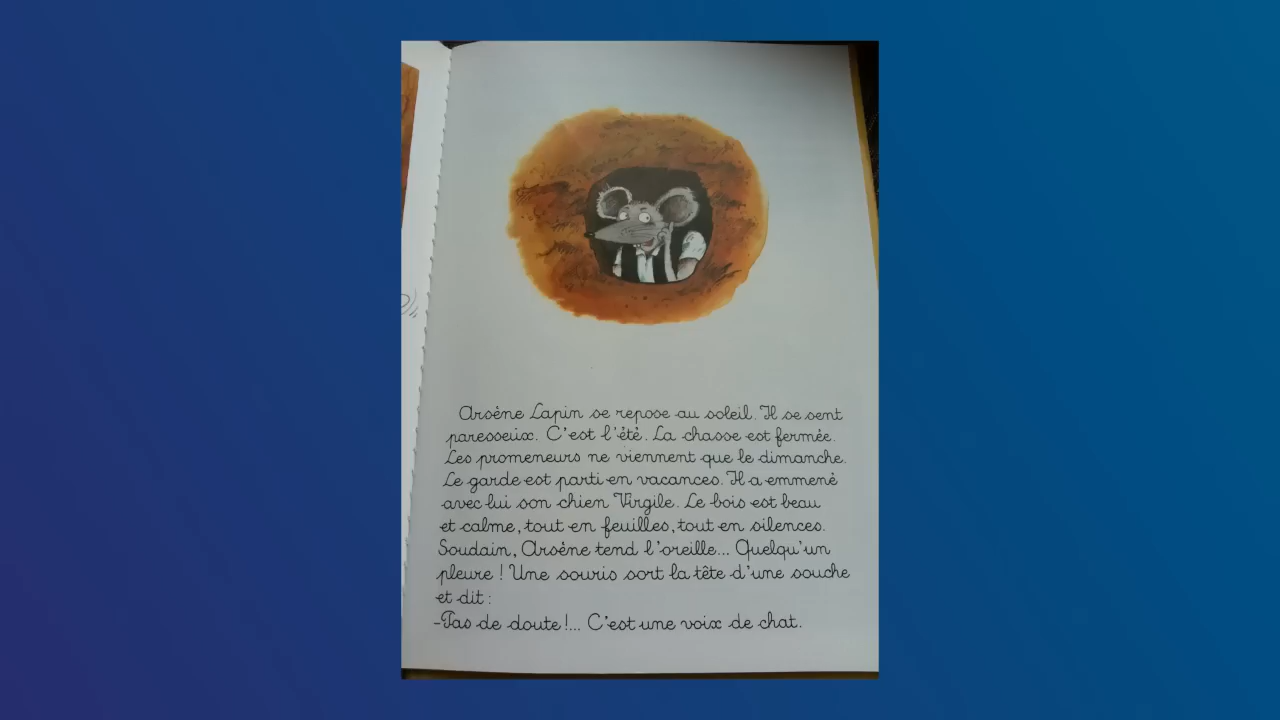 Arsène Lapin se repose au soleil. Il se sent
paresseux. C'est l'été. La chasse est fermée.
Les promeneurs ne viennent que le dimanche.
Le garde est parti en vacances. Il a emmené
avec lui son chien Virgile. Le bois est beau
et calme, tout en feuilles, tout en silences.
Soudain, Arsène tend l'oreille... Quelqu'un
pleure ! Une souris sort la tête d'une souche
et dit :
-Pas de doute !... C'est une voix de chat.